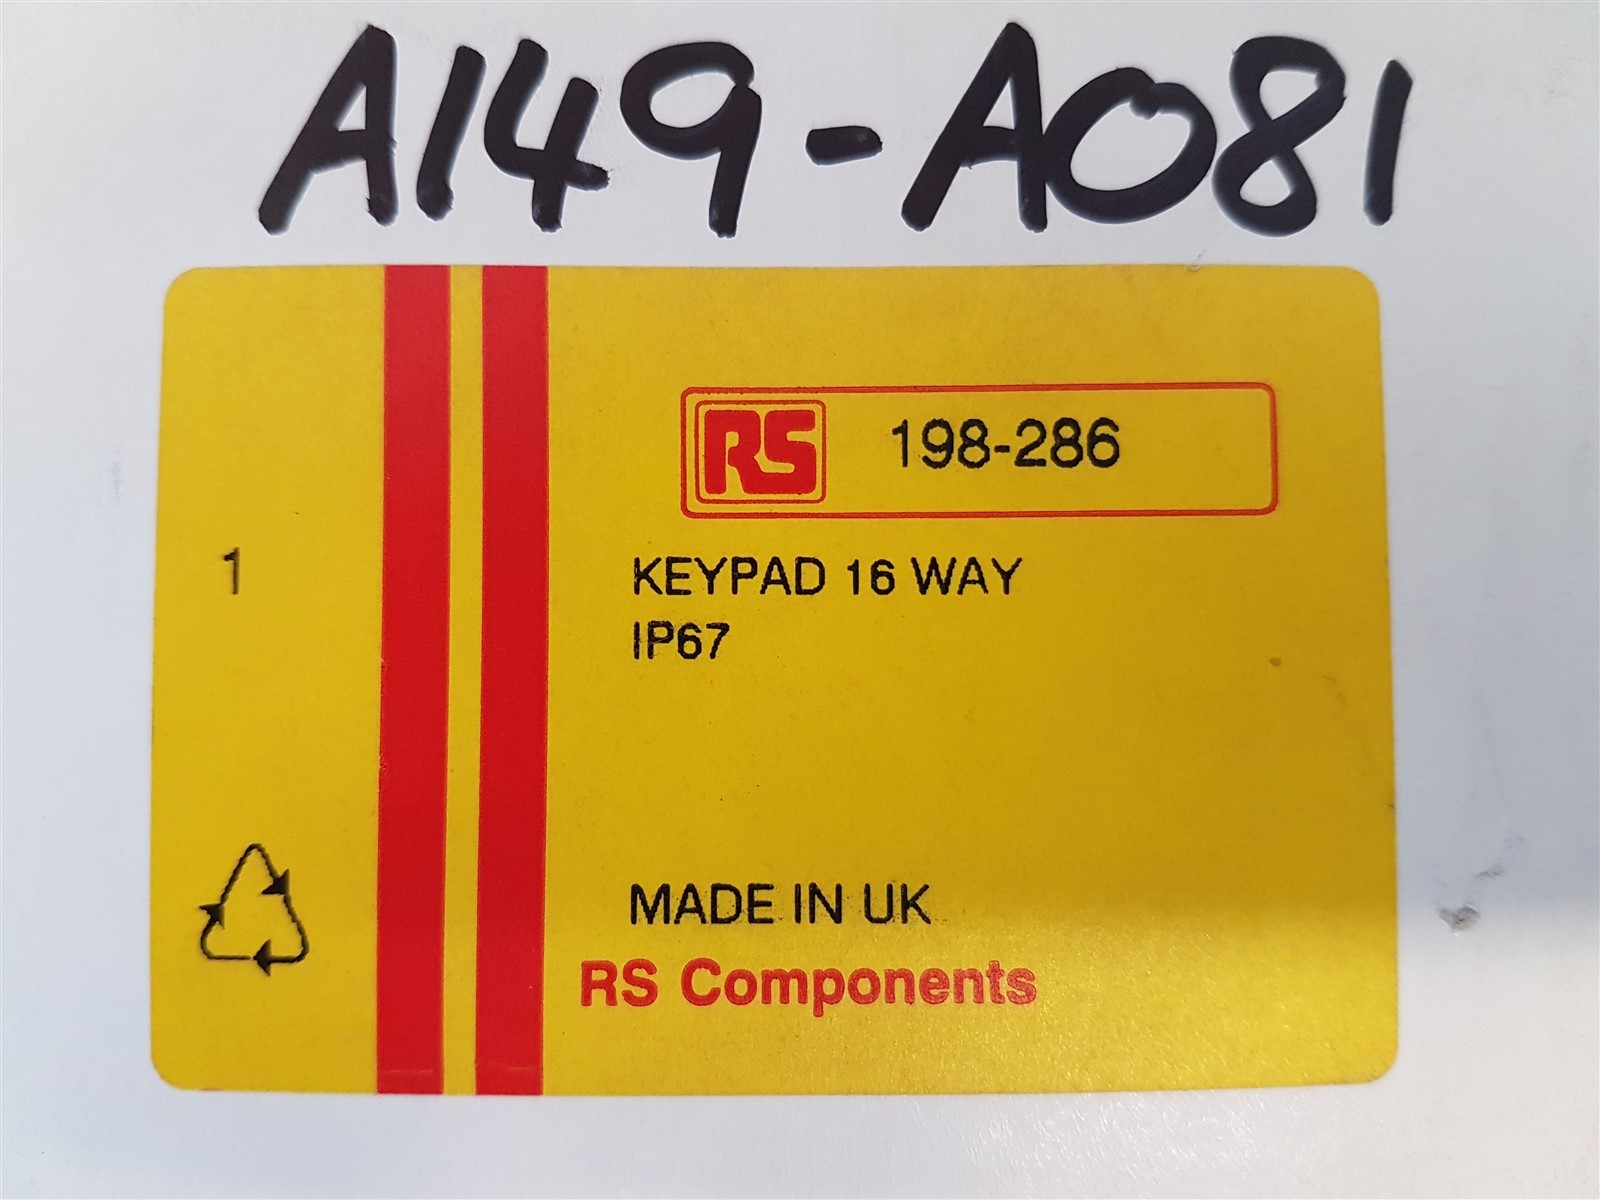 A149-A081
RS 198-286
1
KEYPAD 16 WAY
IP67
MADE IN UK
RS Components